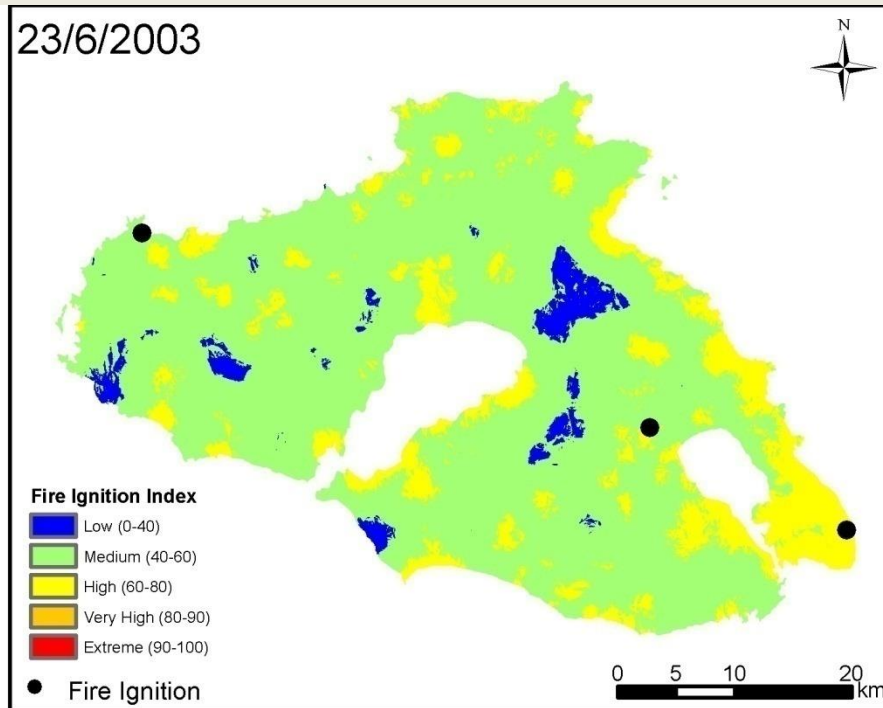 23/6/2003
N
Fire Ignition Index
Low (0-40)
Medium (40-60)
High (60-80)
Very High (80-90)
Extreme (90-100)
Fire Ignition
0 5 10 20
km